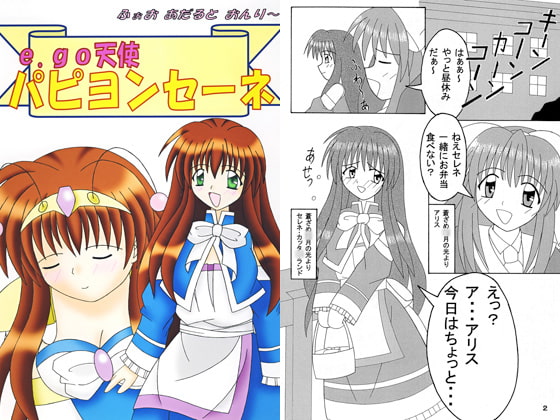 ふぉお あだると おんり～
e.go天使
パピヨンセーネ
キーン
コーン
カーン
コーン
はぁぁ～
やっと昼休み
だぁ～
ふわ～ぁ
ねえセレネ
一緒にお弁当
食べない？
蒼ざめ 月の光より
アリス
あせっ
蒼ざめ 月の光より
セレネ・カッタ ランド
えっ？
ア・・・アリス
今日はちょっと・・・
2